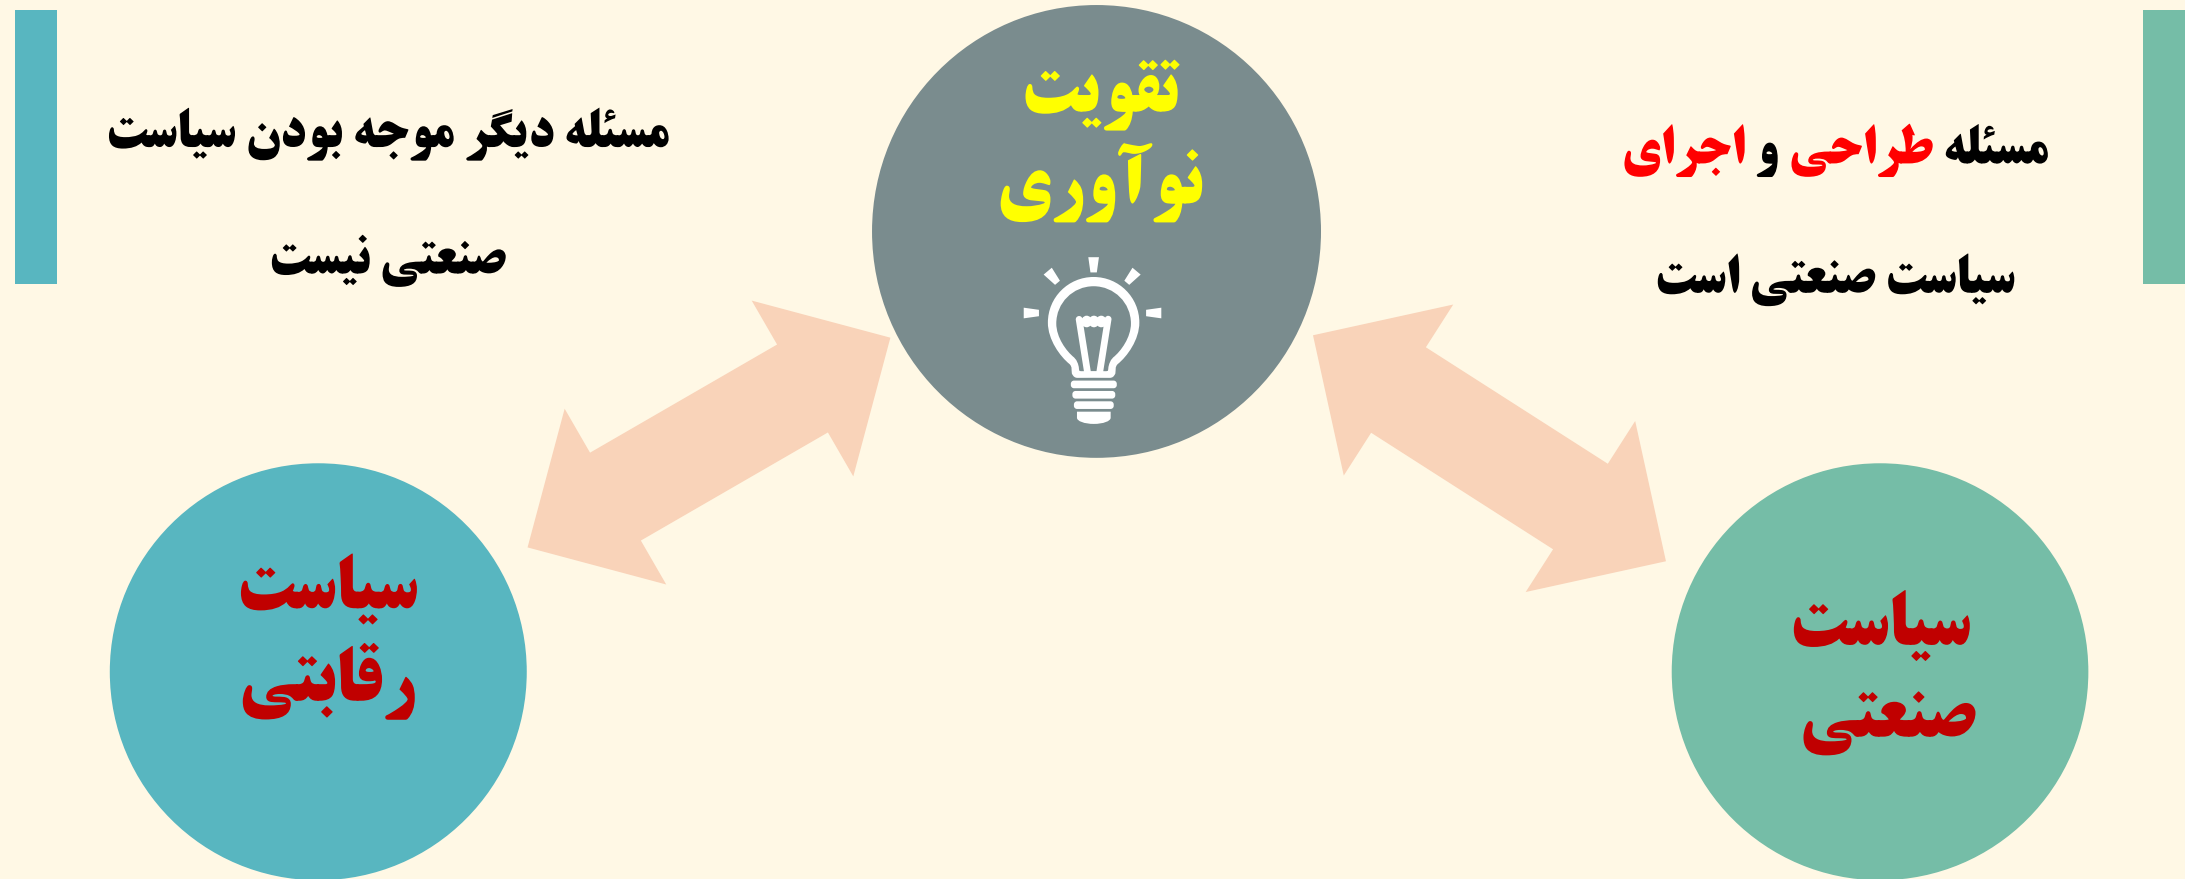 تقویت
نوآوری
مسئله طراحی و اجرای
سیاست صنعتی است
مسئله دیگر موجه بودن سیاست
صنعتی نیست
سیاست
صنعتی
سیاست
رقابتی